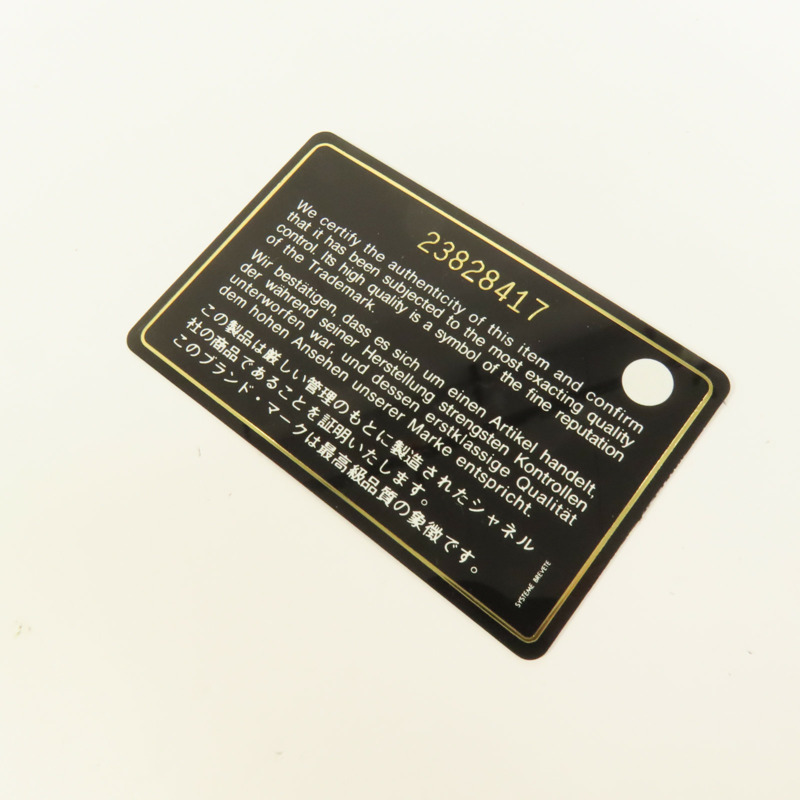 23828417
We certify the authenticity of this item and confirm
that it has been subjected to the most exacting quality
control. Its high quality is a symbol of the fine reputation
of the Trademark.
Wir bestätigen, dass es sich um einen Artikel handelt,
der während seiner Herstellung strengsten Kontrollen
unterworfen war, und dessen erstklassige Qualität
dem hohen Ansehen unserer Marke entspricht.
この製品は厳しい管理のもとに製造されたシャネル
社の商品であることを証明いたします。
このブランド・マークは最高級品質の象徴です。
SYSTEME BREVETE